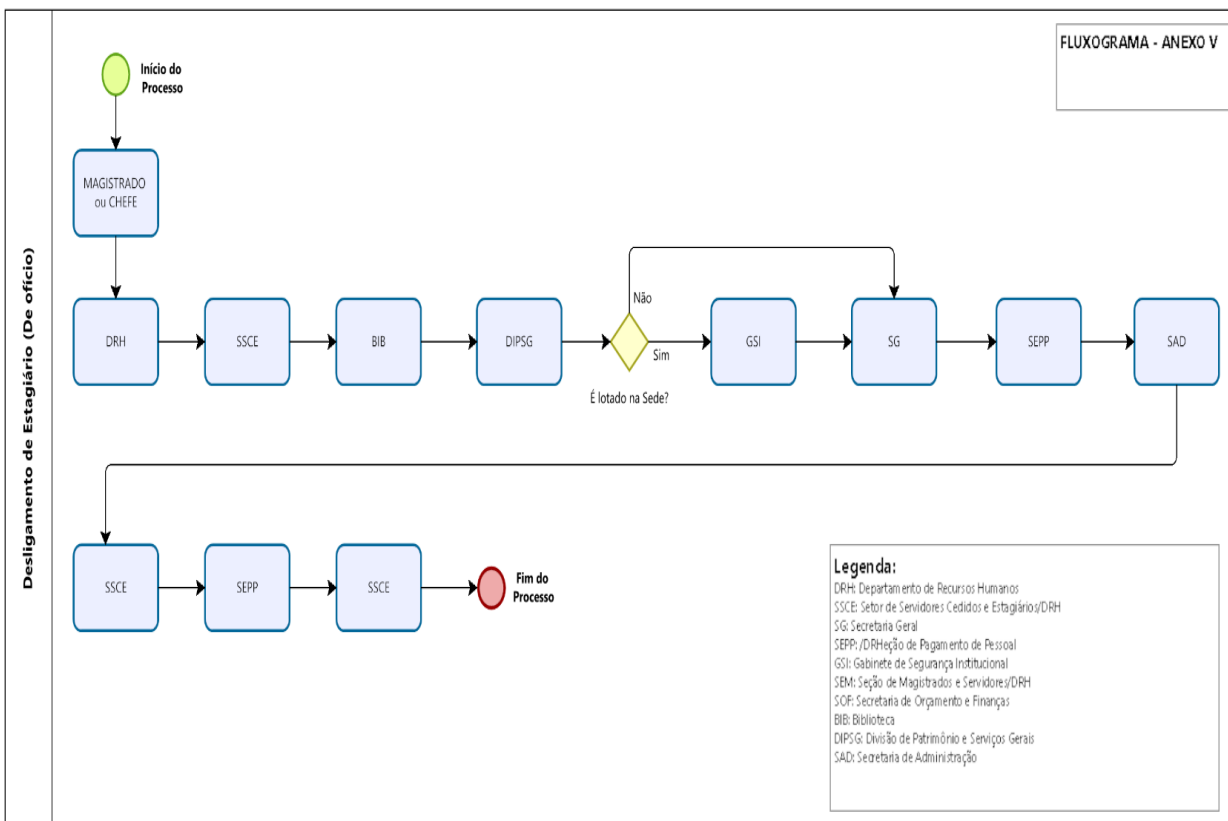 FLUXOGRAMA - ANEXO V
Início do
Processo
MAGISTRADO
ou CHEFE
Desligamento de Estagiário (De ofício)
DRH
SSCE
BIB
DIPSG
Não
Sim
É lotado na Sede?
GSI
SG
SEPP
SAD
SSCE
SEPP
SSCE
Fim do
Processo
Legenda:
DRH: Departamento de Recursos Humanos
SSCE: Setor de Servidores Cedidos e Estagiários/DRH
SG: Secretaria Geral
SEPP: /DRHeção de Pagamento de Pessoal
GSI: Gabinete de Segurança Institucional
SEM: Seção de Magistrados e Servidores/DRH
SOF: Secretaria de Orçamento e Finanças
BIB: Biblioteca
DIPSG: Divisão de Patrimônio e Serviços Gerais
SAD: Secretaria de Administração